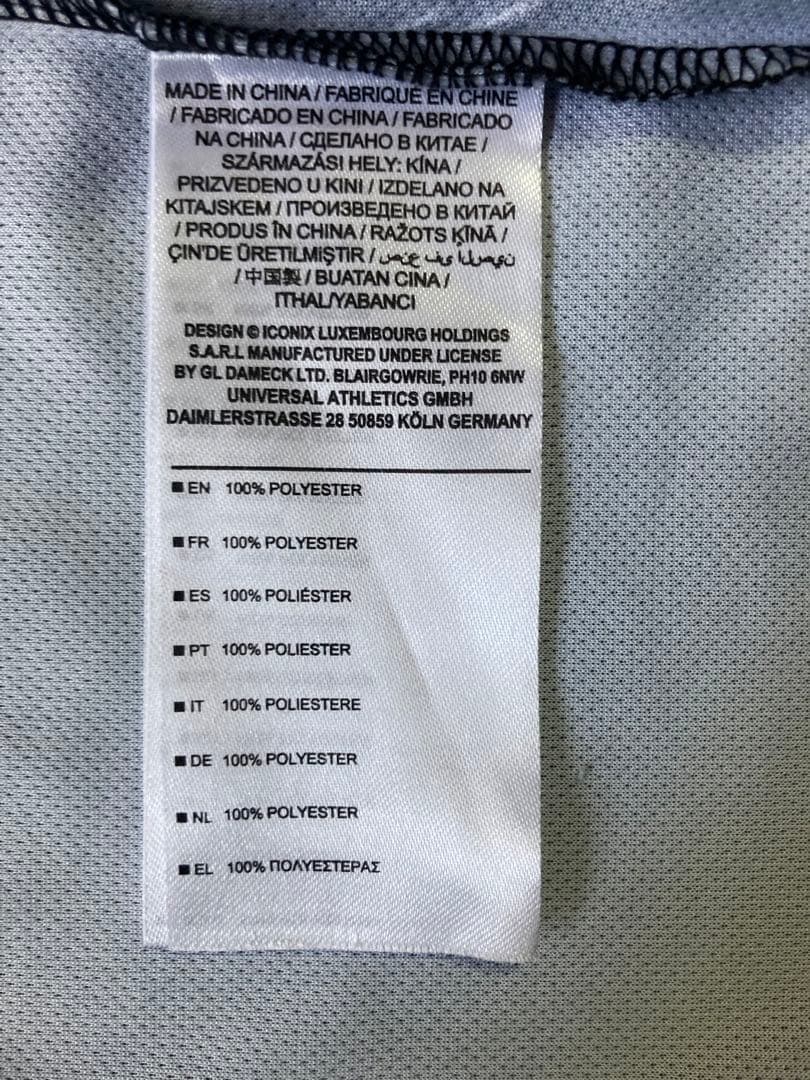 MADE IN CHINA / FABRIQUÉ EN CHINE
/ FABRICADO EN CHINA / FABRICADO
NA CHINA / СДЕЛАНО В КИТАЕ /
SZÁRMAZÁSI HELY: KÍNA /
PRIZVEDENO U KINI / IZDELANO NA
KITAJSKEM / ПРОИЗВЕДЕНО В КИТАЙ
/ PRODUS ÎN CHINA / RAŽOTS ĶĪNĀ /
ÇIN'DE ÜRETILMIŞTIR / صنع في الصين
/ 中国製 / BUATAN CINA /
ITHAL/YABANCI
DESIGN © ICONIX LUXEMBOURG HOLDINGS
S.A.R.L MANUFACTURED UNDER LICENSE
BY GL DAMECK LTD. BLAIRGOWRIE, PH10 6NW
UNIVERSAL ATHLETICS GMBH
DAIMLERSTRASSE 28 50859 KÖLN GERMANY
■ EN 100% POLYESTER
■ FR 100% POLYESTER
■ ES 100% POLIÉSTER
■ PT 100% POLIESTER
■ IT 100% POLIESTERE
■ DE 100% POLYESTER
■ NL 100% POLYESTER
■ EL 100% ΠΟΛΥΕΣΤΕΡΑΣ